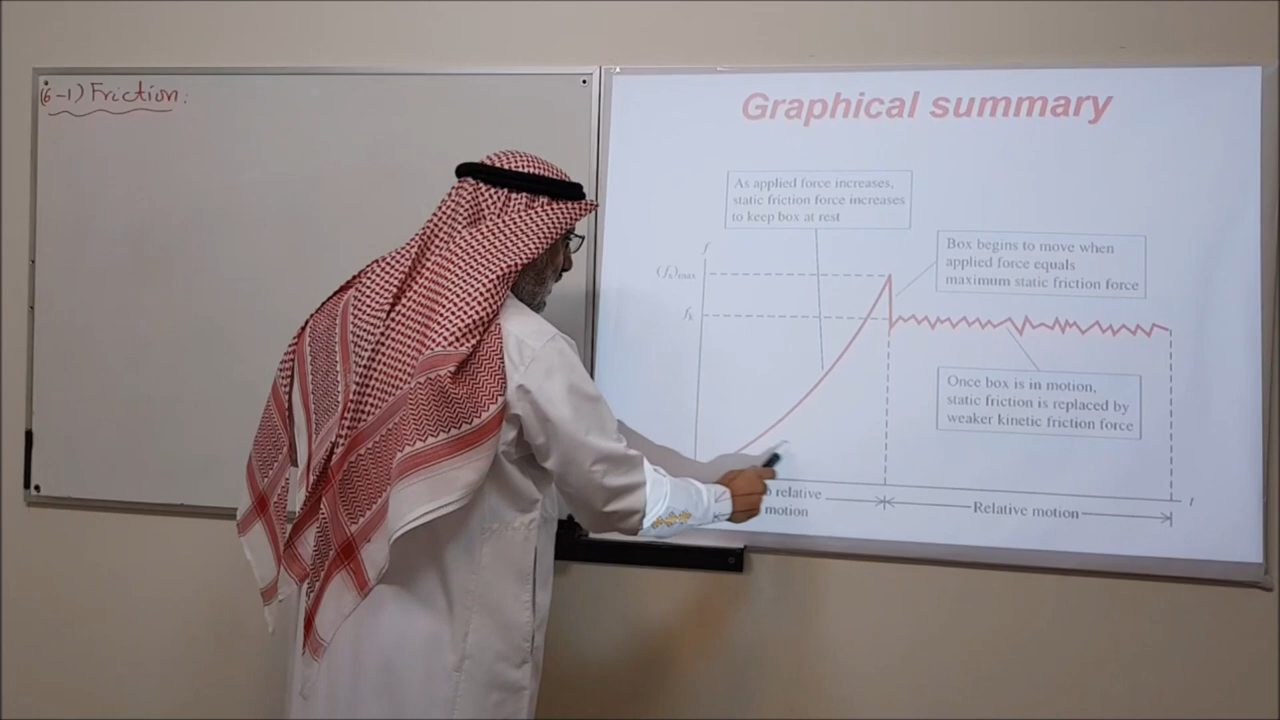 (6-1) Friction:
Graphical summary
As applied force increases,
static friction force increases
to keep box at rest
f
Box begins to move when
applied force equals
maximum static friction force
(fₛ)max
fₖ
Once box is in motion,
static friction is replaced by
weaker kinetic friction force
relative
motion
Relative motion
t